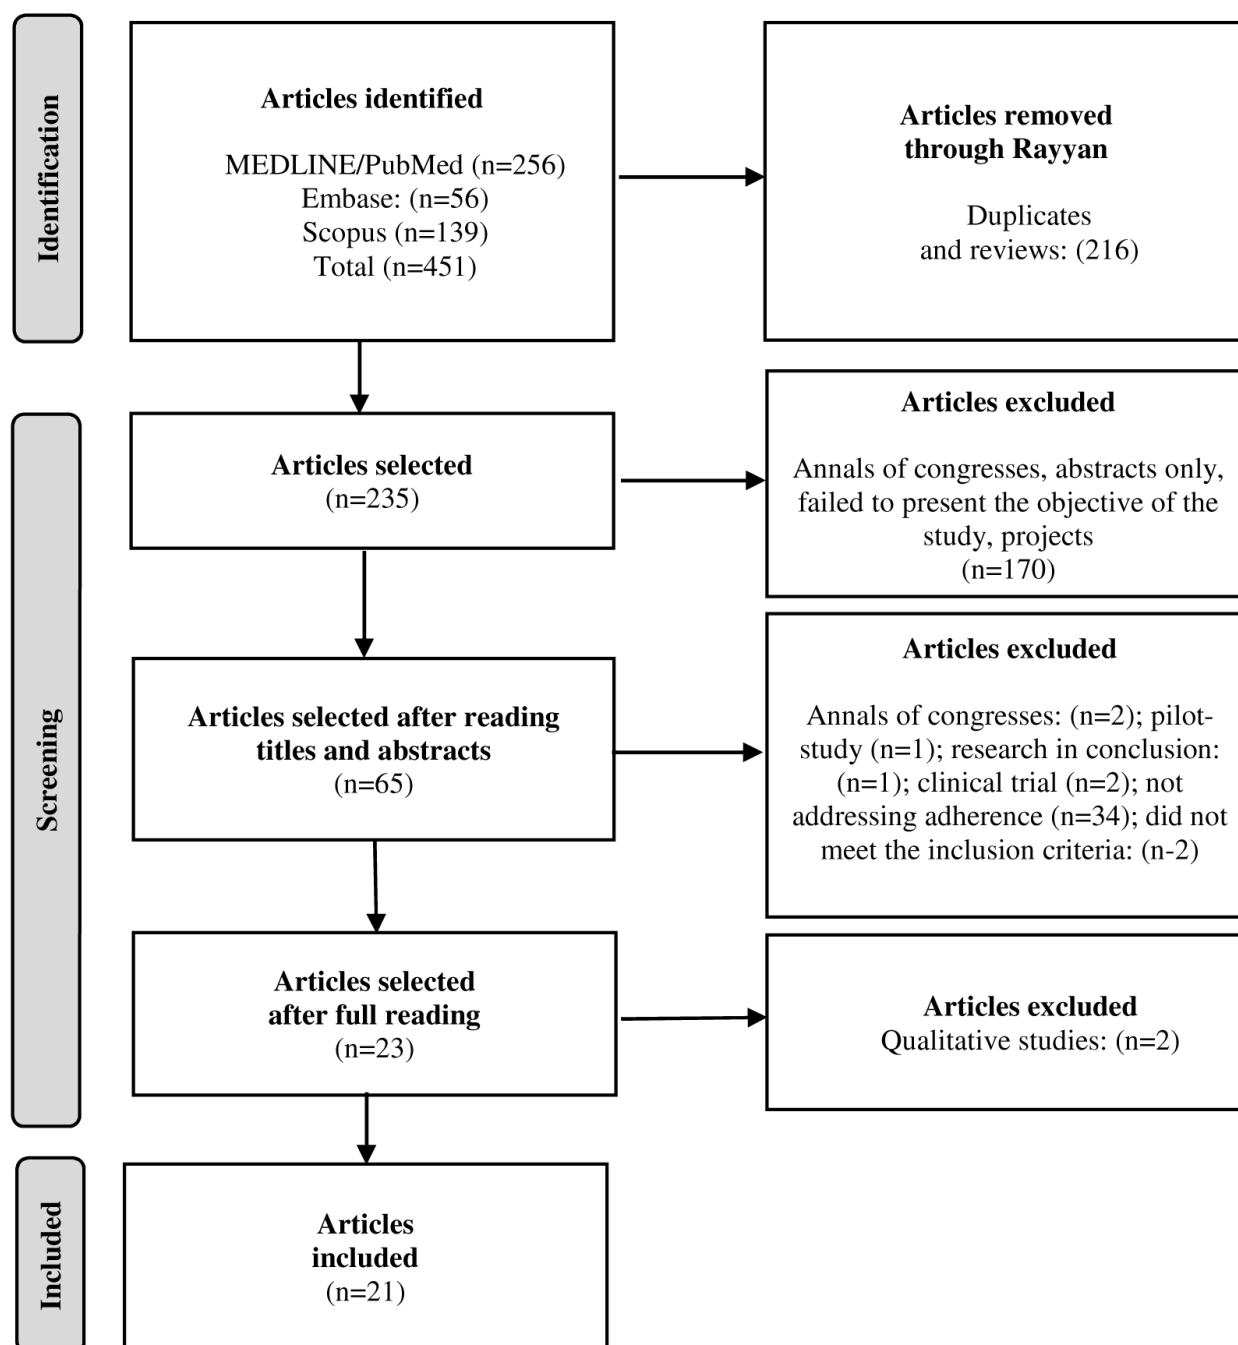 Identification
Articles identified
MEDLINE/PubMed (n=256)
Embase: (n=56)
Scopus (n=139)
Total (n=451)
Articles removed
through Rayyan
Duplicates
and reviews: (216)
Screening
Articles selected
(n=235)
Articles excluded
Annals of congresses, abstracts only,
failed to present the objective of the
study, projects
(n=170)
Articles selected after reading
titles and abstracts
(n=65)
Articles excluded
Annals of congresses: (n=2); pilot-
study (n=1); research in conclusion:
(n=1); clinical trial (n=2); not
addressing adherence (n=34); did not
meet the inclusion criteria: (n-2)
Articles selected
after full reading
(n=23)
Articles excluded
Qualitative studies: (n=2)
Included
Articles
included
(n=21)